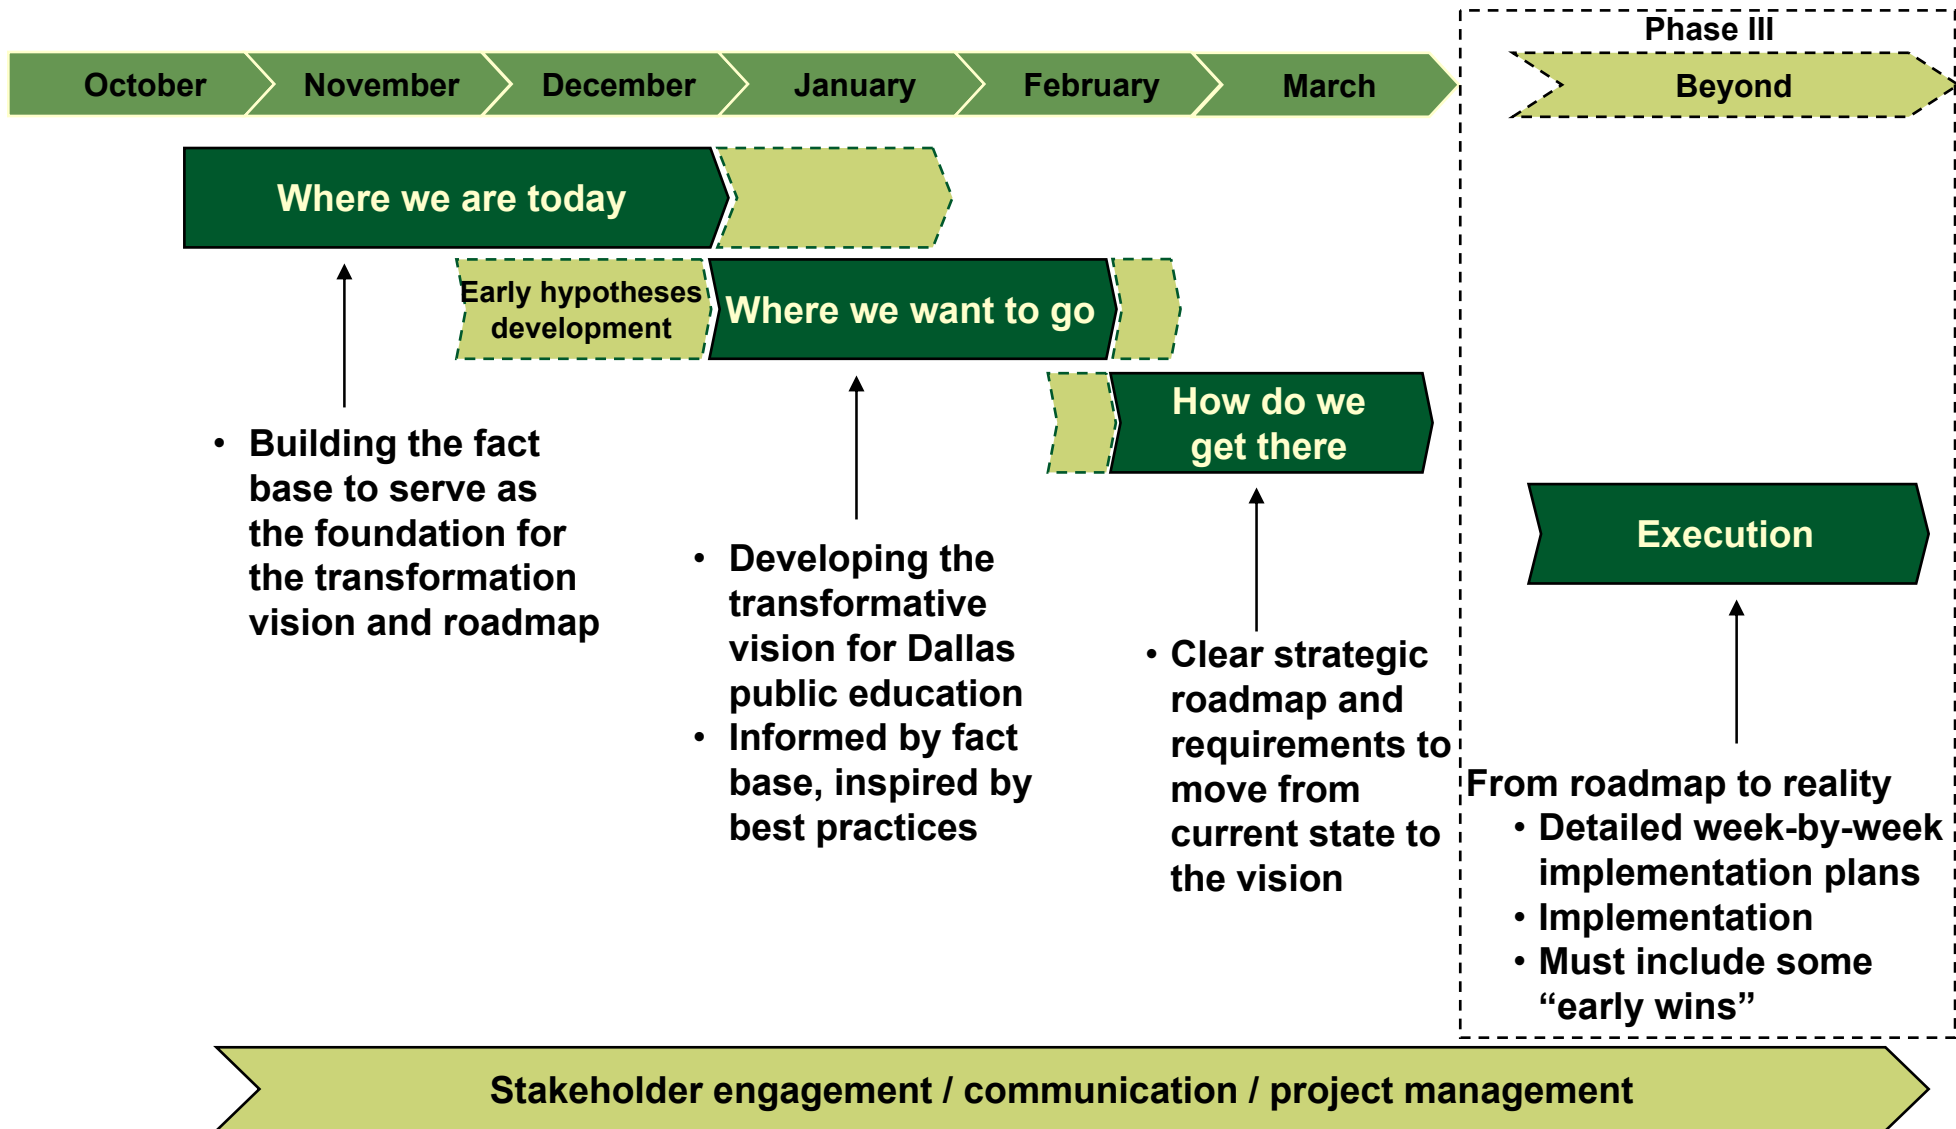 Phase III
October
November
December
January
February
March
Beyond
Where we are today
Early hypotheses
development
Where we want to go
How do we
get there
Execution
• Building the fact
base to serve as
the foundation for
the transformation
vision and roadmap
• Developing the
transformative
vision for Dallas
public education
• Informed by fact
base, inspired by
best practices
• Clear strategic
roadmap and
requirements to
move from
current state to
the vision
From roadmap to reality
• Detailed week-by-week
implementation plans
• Implementation
• Must include some
“early wins”
Stakeholder engagement / communication / project management